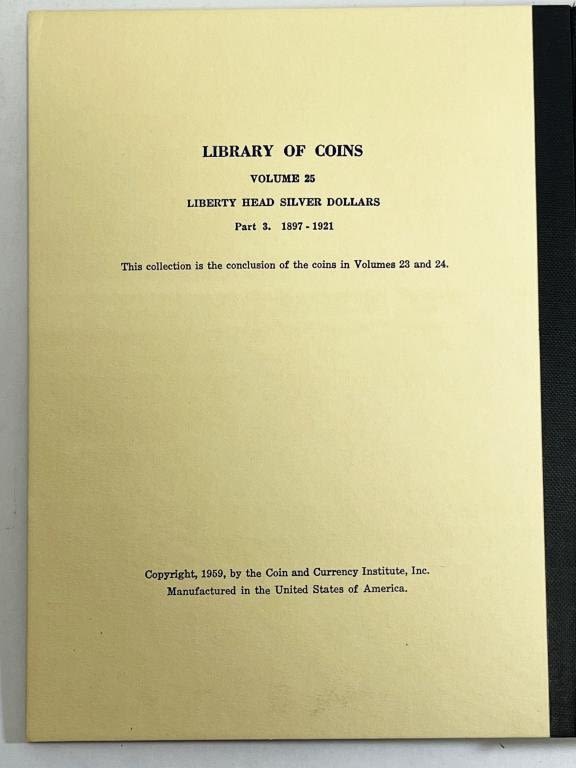 LIBRARY OF COINS
VOLUME 25
LIBERTY HEAD SILVER DOLLARS
Part 3. 1897 - 1921
This collection is the conclusion of the coins in Volumes 23 and 24.
Copyright, 1959, by the Coin and Currency Institute, Inc.
Manufactured in the United States of America.